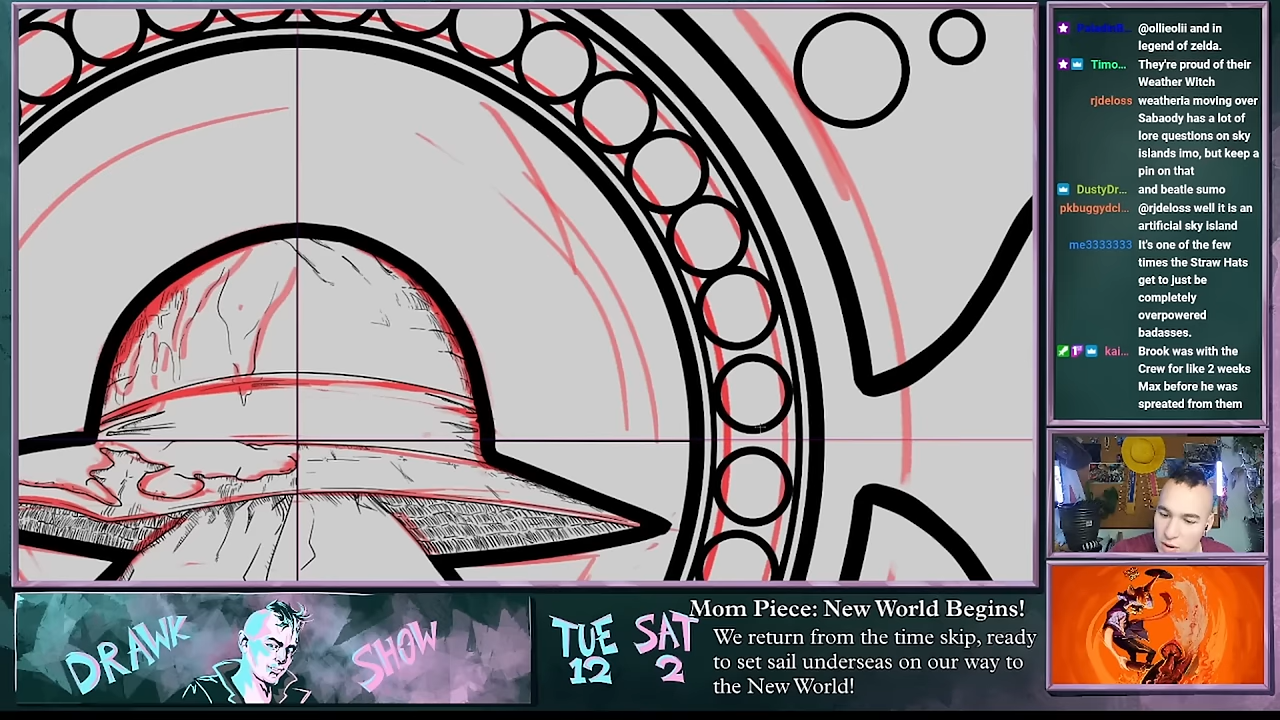 PaladinB... @ollieolii and in
legend of zelda.
Timo... They're proud of their
Weather Witch
rjdeloss weatheria moving over
Sabaody has a lot of
lore questions on sky
islands imo, but keep a
pin on that
DustyDr... and beatle sumo
pkbuggydcl... @rjdeloss well it is an
artificial sky island
me3333333 It's one of the few
times the Straw Hats
get to just be
completely
overpowered
badasses.
kai... Brook was with the
Crew for like 2 weeks
Max before he was
spreated from them
DRAWK SHOW
TUE 12
SAT 2
Mom Piece: New World Begins!
We return from the time skip, ready
to set sail underseas on our way to
the New World!